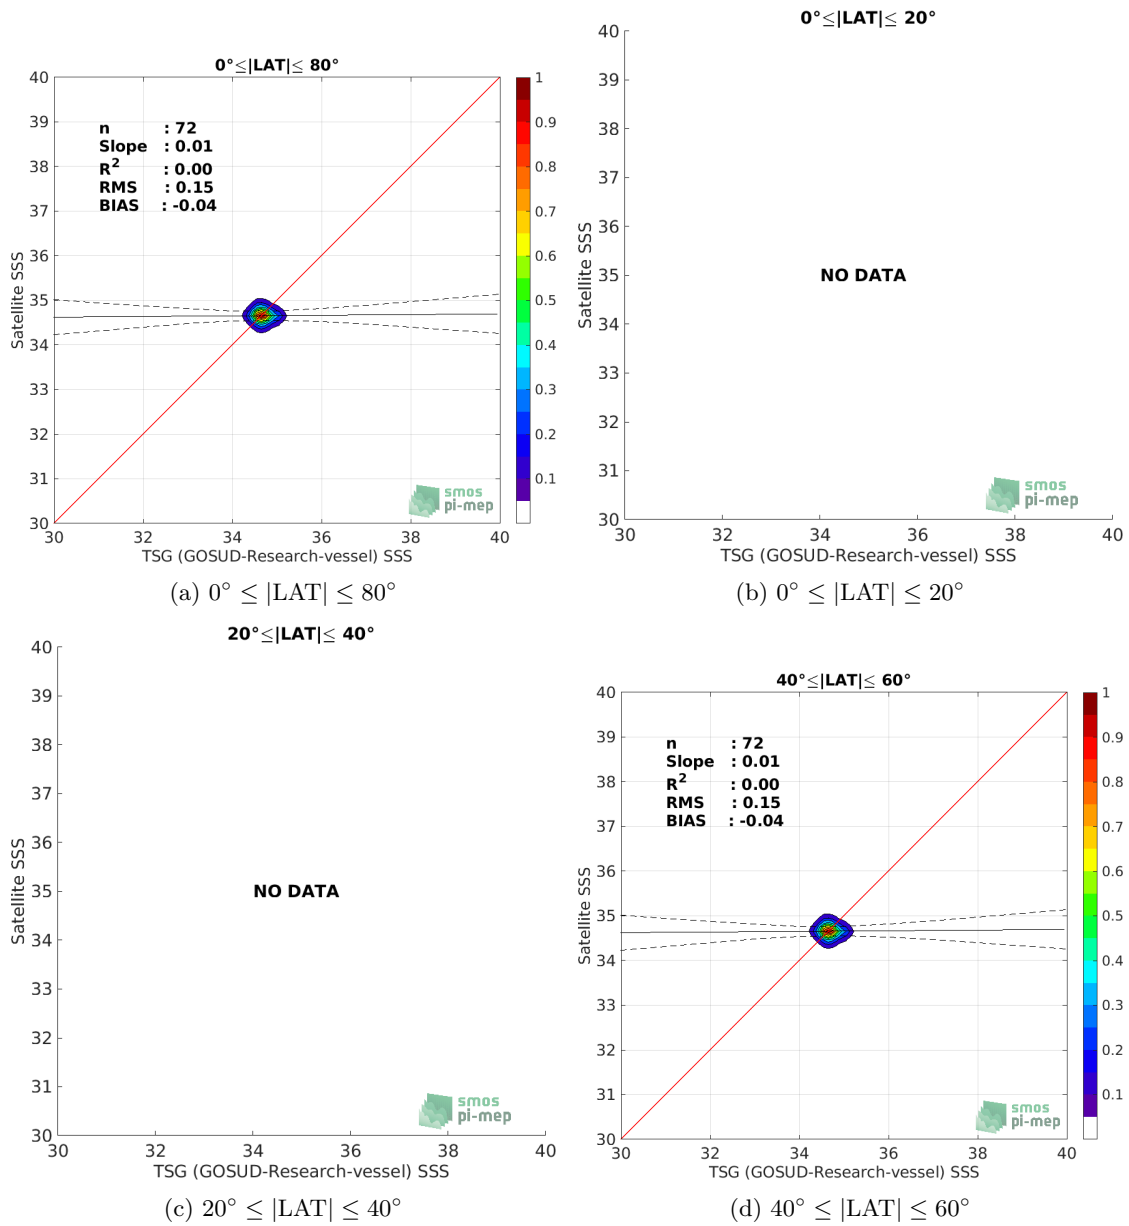 0°≤|LAT|≤ 80°
40
39
38
37
36
35
34
33
32
31
30
Satellite SSS
n : 72
Slope : 0.01
R² : 0.00
RMS : 0.15
BIAS : -0.04
smos
pi-mep
30 32 34 36 38 40
TSG (GOSUD-Research-vessel) SSS
1
0.9
0.8
0.7
0.6
0.5
0.4
0.3
0.2
0.1
(a) 0° ≤ |LAT| ≤ 80°
0°≤|LAT|≤ 20°
40
39
38
37
36
35
34
33
32
31
30
Satellite SSS
NO DATA
smos
pi-mep
30 32 34 36 38 40
TSG (GOSUD-Research-vessel) SSS
(b) 0° ≤ |LAT| ≤ 20°
20°≤|LAT|≤ 40°
40
39
38
37
36
35
34
33
32
31
30
Satellite SSS
NO DATA
smos
pi-mep
30 32 34 36 38 40
TSG (GOSUD-Research-vessel) SSS
(c) 20° ≤ |LAT| ≤ 40°
40°≤|LAT|≤ 60°
40
39
38
37
36
35
34
33
32
31
30
Satellite SSS
n : 72
Slope : 0.01
R² : 0.00
RMS : 0.15
BIAS : -0.04
smos
pi-mep
30 32 34 36 38 40
TSG (GOSUD-Research-vessel) SSS
1
0.9
0.8
0.7
0.6
0.5
0.4
0.3
0.2
0.1
(d) 40° ≤ |LAT| ≤ 60°